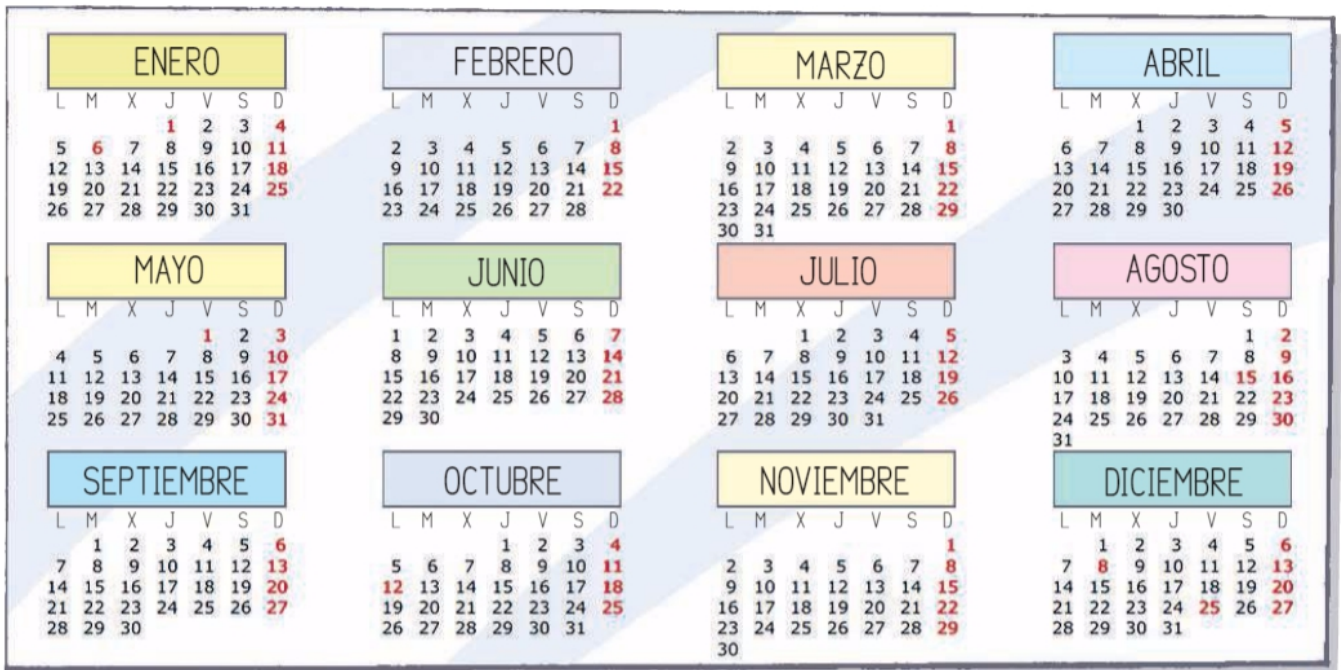 ENERO FEBRERO MARZO ABRIL
L M X J V S D L M X J V S D L M X J V S D L M X J V S D
1 2 3 4 1 1 1 2 3 4 5
5 6 7 8 9 10 11 2 3 4 5 6 7 8 2 3 4 5 6 7 8 6 7 8 9 10 11 12
12 13 14 15 16 17 18 9 10 11 12 13 14 15 9 10 11 12 13 14 15 13 14 15 16 17 18 19
19 20 21 22 23 24 25 16 17 18 19 20 21 22 16 17 18 19 20 21 22 20 21 22 23 24 25 26
26 27 28 29 30 31 23 24 25 26 27 28 23 24 25 26 27 28 29 27 28 29 30
30 31
MAYO JUNIO JULIO AGOSTO
L M X J V S D L M X J V S D L M X J V S D L M X J V S D
1 2 3 1 2 3 4 5 6 7 1 2 3 4 5 1 2
4 5 6 7 8 9 10 8 9 10 11 12 13 14 6 7 8 9 10 11 12 3 4 5 6 7 8 9
11 12 13 14 15 16 17 15 16 17 18 19 20 21 13 14 15 16 17 18 19 10 11 12 13 14 15 16
18 19 20 21 22 23 24 22 23 24 25 26 27 28 20 21 22 23 24 25 26 17 18 19 20 21 22 23
25 26 27 28 29 30 31 29 30 27 28 29 30 31 24 25 26 27 28 29 30
31
SEPTIEMBRE OCTUBRE NOVIEMBRE DICIEMBRE
L M X J V S D L M X J V S D L M X J V S D L M X J V S D
1 2 3 4 5 6 1 2 3 4 1 1 2 3 4 5 6
7 8 9 10 11 12 13 5 6 7 8 9 10 11 2 3 4 5 6 7 8 7 8 9 10 11 12 13
14 15 16 17 18 19 20 12 13 14 15 16 17 18 9 10 11 12 13 14 15 14 15 16 17 18 19 20
21 22 23 24 25 26 27 19 20 21 22 23 24 25 16 17 18 19 20 21 22 21 22 23 24 25 26 27
28 29 30 26 27 28 29 30 31 23 24 25 26 27 28 29 28 29 30 31
30